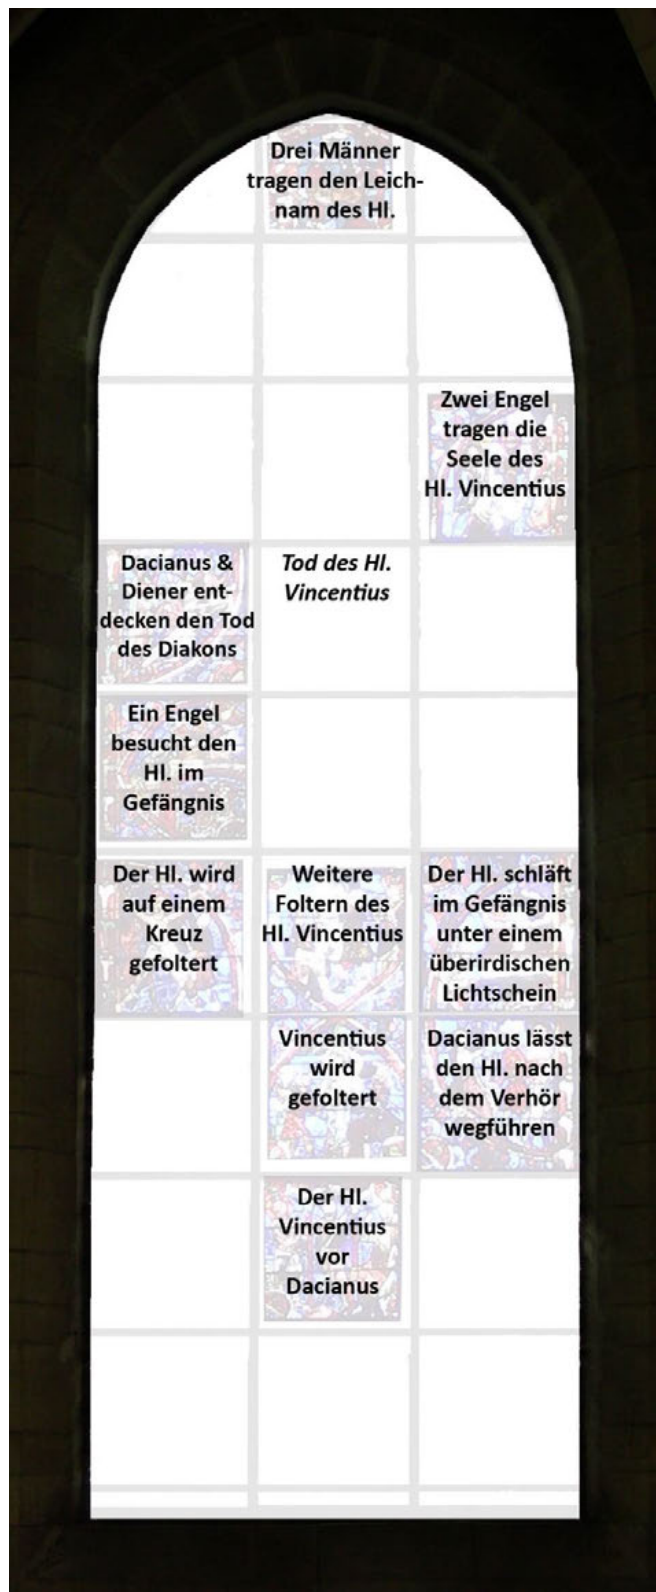 Drei Männer
tragen den Leich-
nam des Hl.
Zwei Engel
tragen die
Seele des
Hl. Vincentius
Dacianus &
Diener ent-
decken den Tod
des Diakons
Tod des Hl.
Vincentius
Ein Engel
besucht den
Hl. im
Gefängnis
Der Hl. wird
auf einem
Kreuz
gefoltert
Weitere
Foltern des
Hl. Vincentius
Der Hl. schläft
im Gefängnis
unter einem
überirdischen
Lichtschein
Vincentius
wird
gefoltert
Dacianus lässt
den Hl. nach
dem Verhör
wegführen
Der Hl.
Vincentius
vor
Dacianus